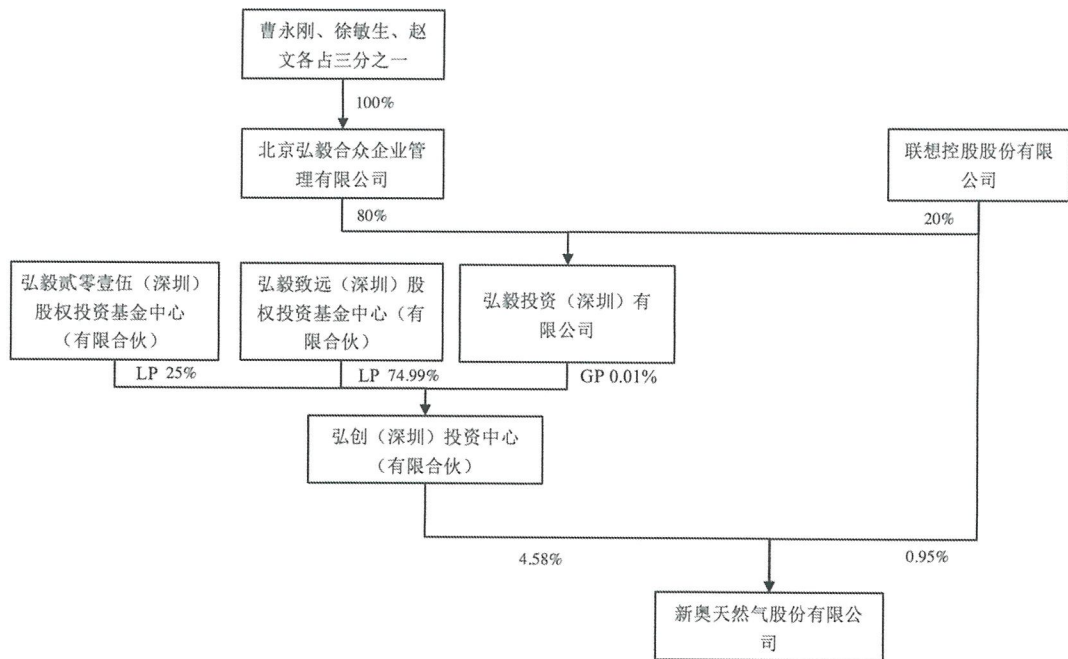 曹永刚、徐敏生、赵
文各占三分之一
100%
北京弘毅合众企业管
理有限公司
联想控股股份有限
公司
80%
20%
弘毅贰零壹伍（深圳）
股权投资基金中心
（有限合伙）
弘毅致远（深圳）股
权投资基金中心（有
限合伙）
弘毅投资（深圳）有
限公司
LP 25%
LP 74.99%
GP 0.01%
弘创（深圳）投资中心
（有限合伙）
4.58%
0.95%
新奥天然气股份有限公
司